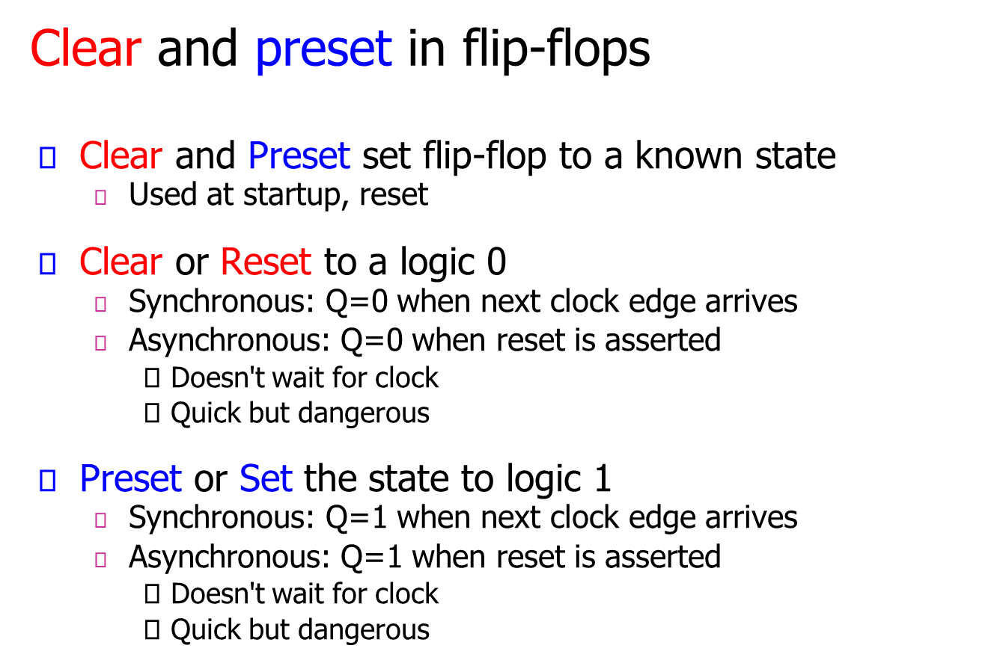 Clear and preset in flip-flops
Clear and Preset set flip-flop to a known state
Used at startup, reset
Clear or Reset to a logic 0
Synchronous: Q=0 when next clock edge arrives
Asynchronous: Q=0 when reset is asserted
Doesn't wait for clock
Quick but dangerous
Preset or Set the state to logic 1
Synchronous: Q=1 when next clock edge arrives
Asynchronous: Q=1 when reset is asserted
Doesn't wait for clock
Quick but dangerous